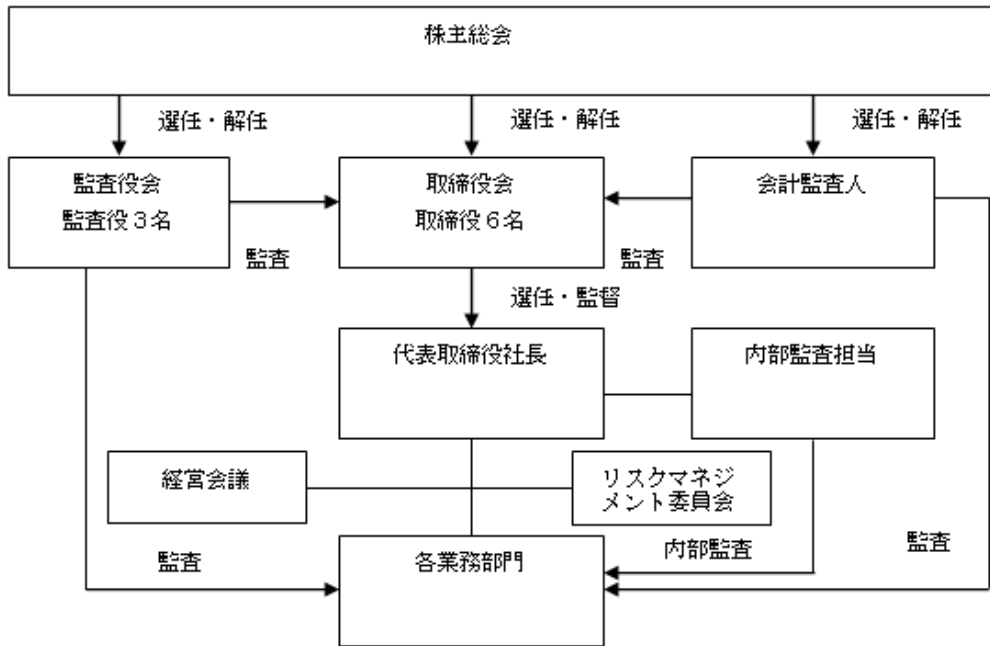 株主総会
選任・解任
選任・解任
選任・解任
監査役会
監査役３名
取締役会
取締役６名
会計監査人
監査
監査
選任・監督
代表取締役社長
内部監査担当
経営会議
リスクマネジ
メント委員会
監査
各業務部門
内部監査
監査